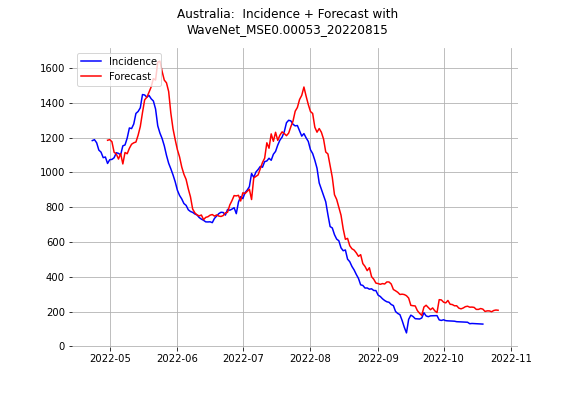 Australia:  Incidence + Forecast with
WaveNet_MSE0.00053_20220815
Incidence
Forecast
1600
1400
1200
1000
800
600
400
200
0
2022-05 2022-06 2022-07 2022-08 2022-09 2022-10 2022-11